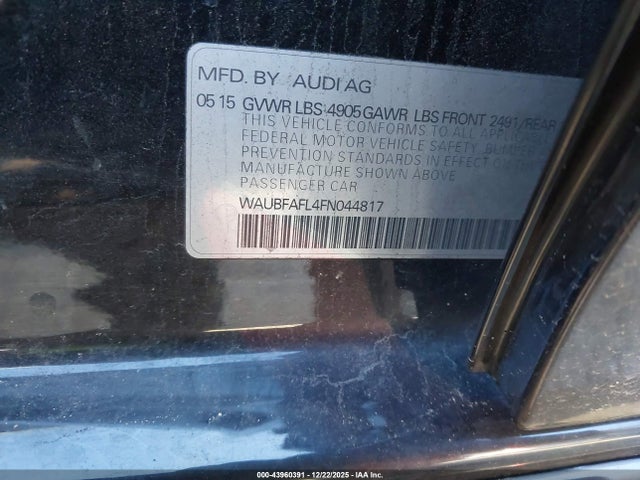 MFD. BY AUDI AG
05 15 GVWR LBS: 4905 GAWR LBS FRONT 2491/REAR
THIS VEHICLE CONFORMS TO ALL
FEDERAL MOTOR VEHICLE SAFETY, BUMPER
PREVENTION STANDARDS IN EFFECT
MANUFACTURE SHOWN ABOVE
PASSENGER CAR
WAUBFAFL4FN044817
000-43960391 - 12/22/2025 - IAA Inc.